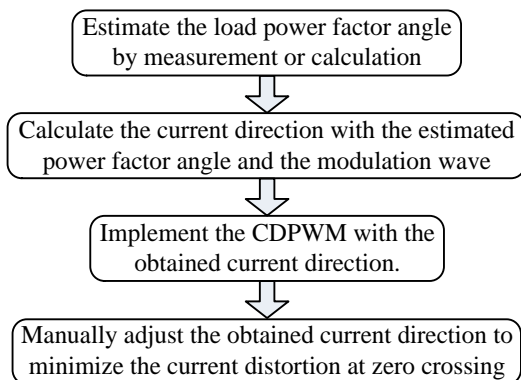 Estimate the load power factor angle
by measurement or calculation
Calculate the current direction with the estimated
power factor angle and the modulation wave
Implement the CDPWM with the
obtained current direction.
Manually adjust the obtained current direction to
minimize the current distortion at zero crossing